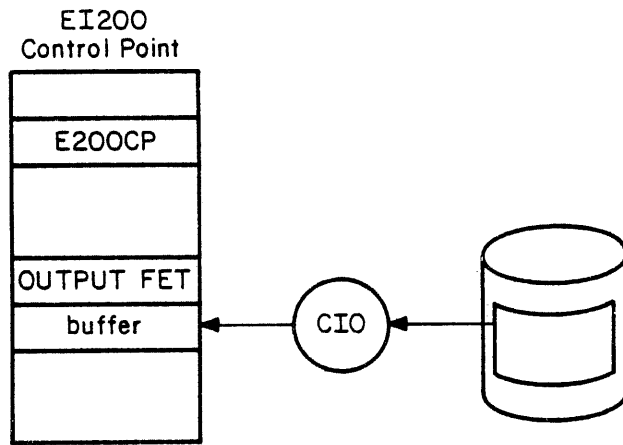 EI200
Control Point
E200CP
OUTPUT FET
buffer
CIO